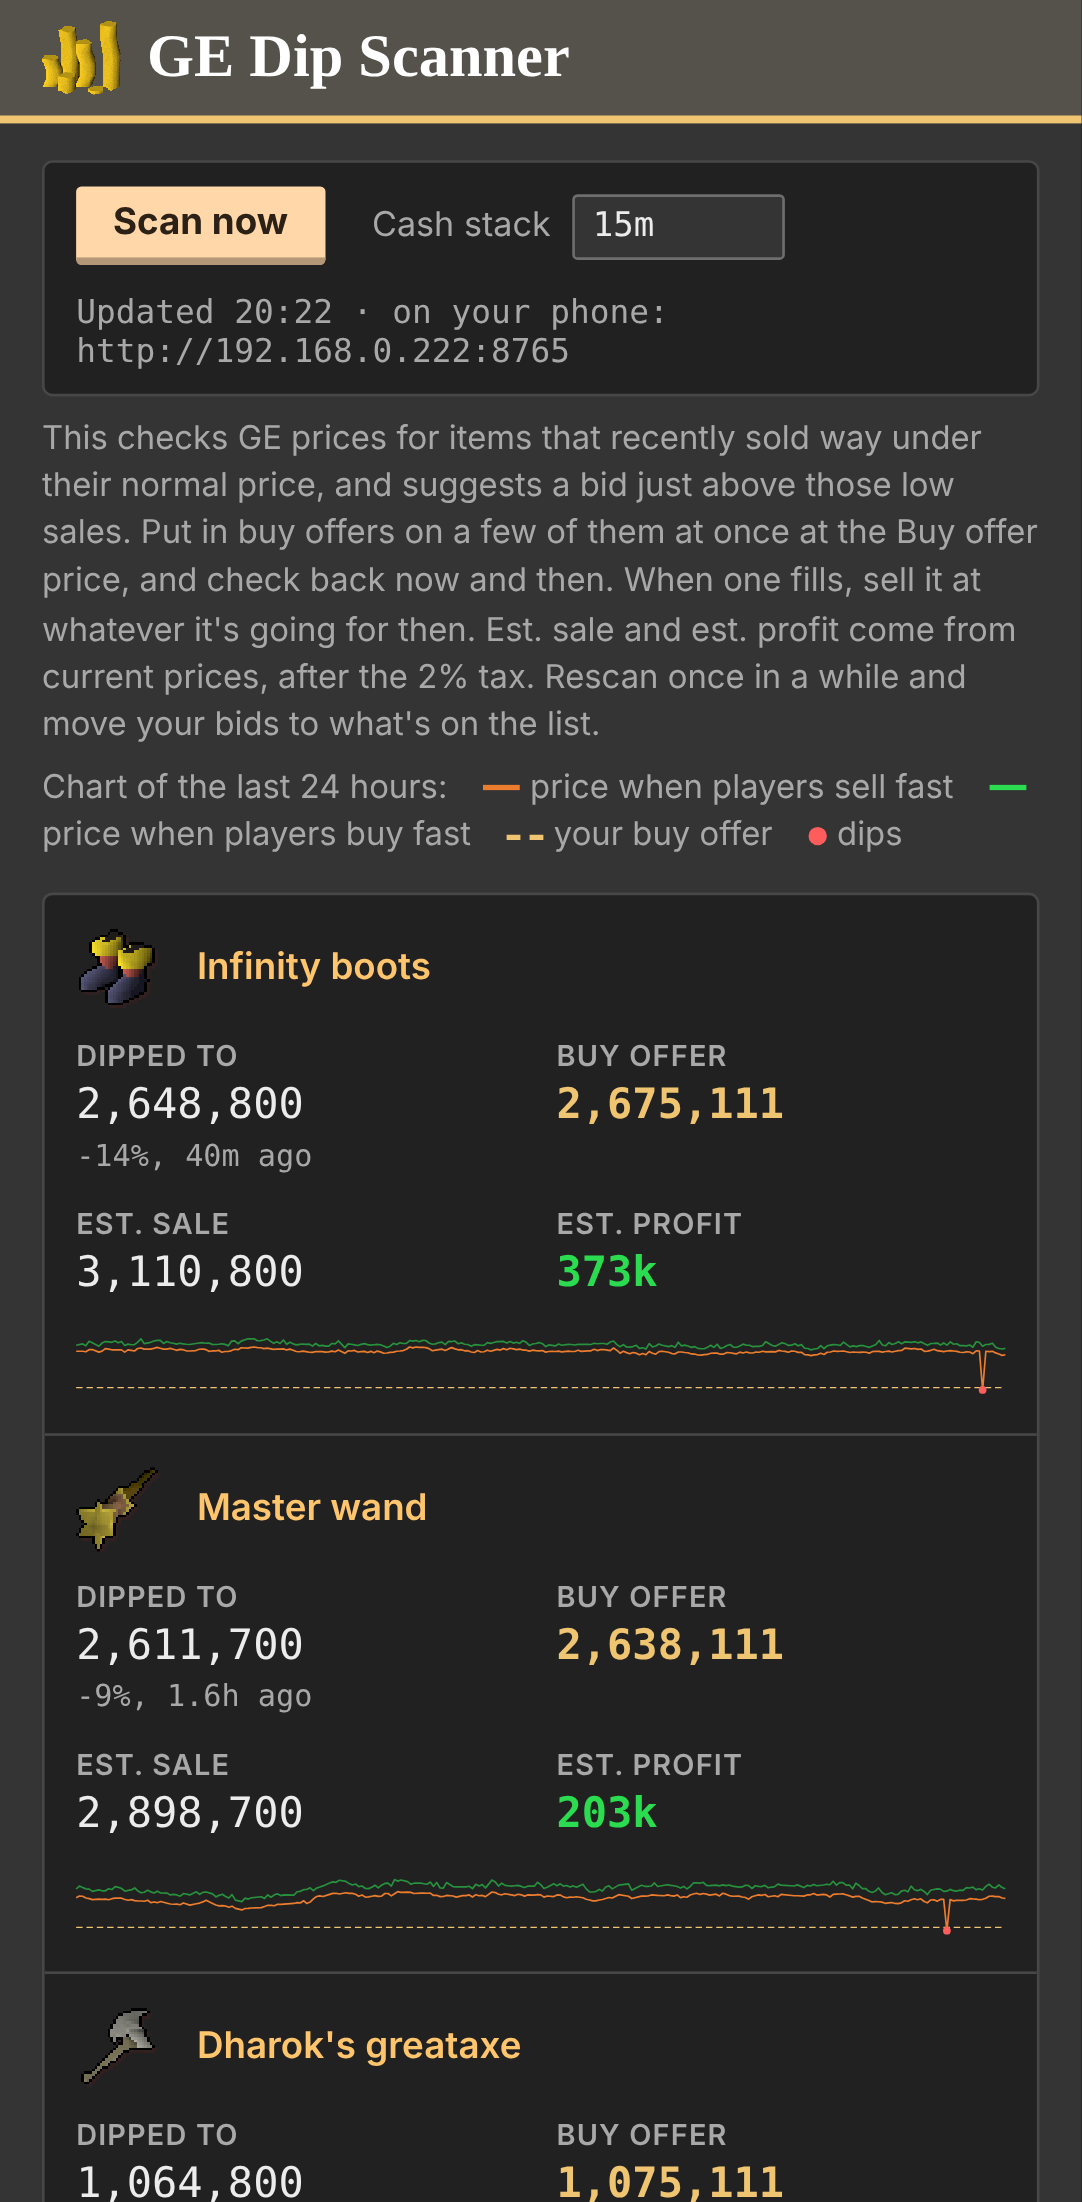 GE Dip Scanner
Scan now
Cash stack
15m
Updated 20:22 · on your phone:
http://192.168.0.222:8765
This checks GE prices for items that recently sold way under
their normal price, and suggests a bid just above those low
sales. Put in buy offers on a few of them at once at the Buy offer
price, and check back now and then. When one fills, sell it at
whatever it's going for then. Est. sale and est. profit come from
current prices, after the 2% tax. Rescan once in a while and
move your bids to what's on the list.
Chart of the last 24 hours: price when players sell fast
price when players buy fast your buy offer dips
Infinity boots
DIPPED TO
2,648,800
-14%, 40m ago
BUY OFFER
2,675,111
EST. SALE
3,110,800
EST. PROFIT
373k
Master wand
DIPPED TO
2,611,700
-9%, 1.6h ago
BUY OFFER
2,638,111
EST. SALE
2,898,700
EST. PROFIT
203k
Dharok's greataxe
DIPPED TO
1,064,800
BUY OFFER
1,075,111